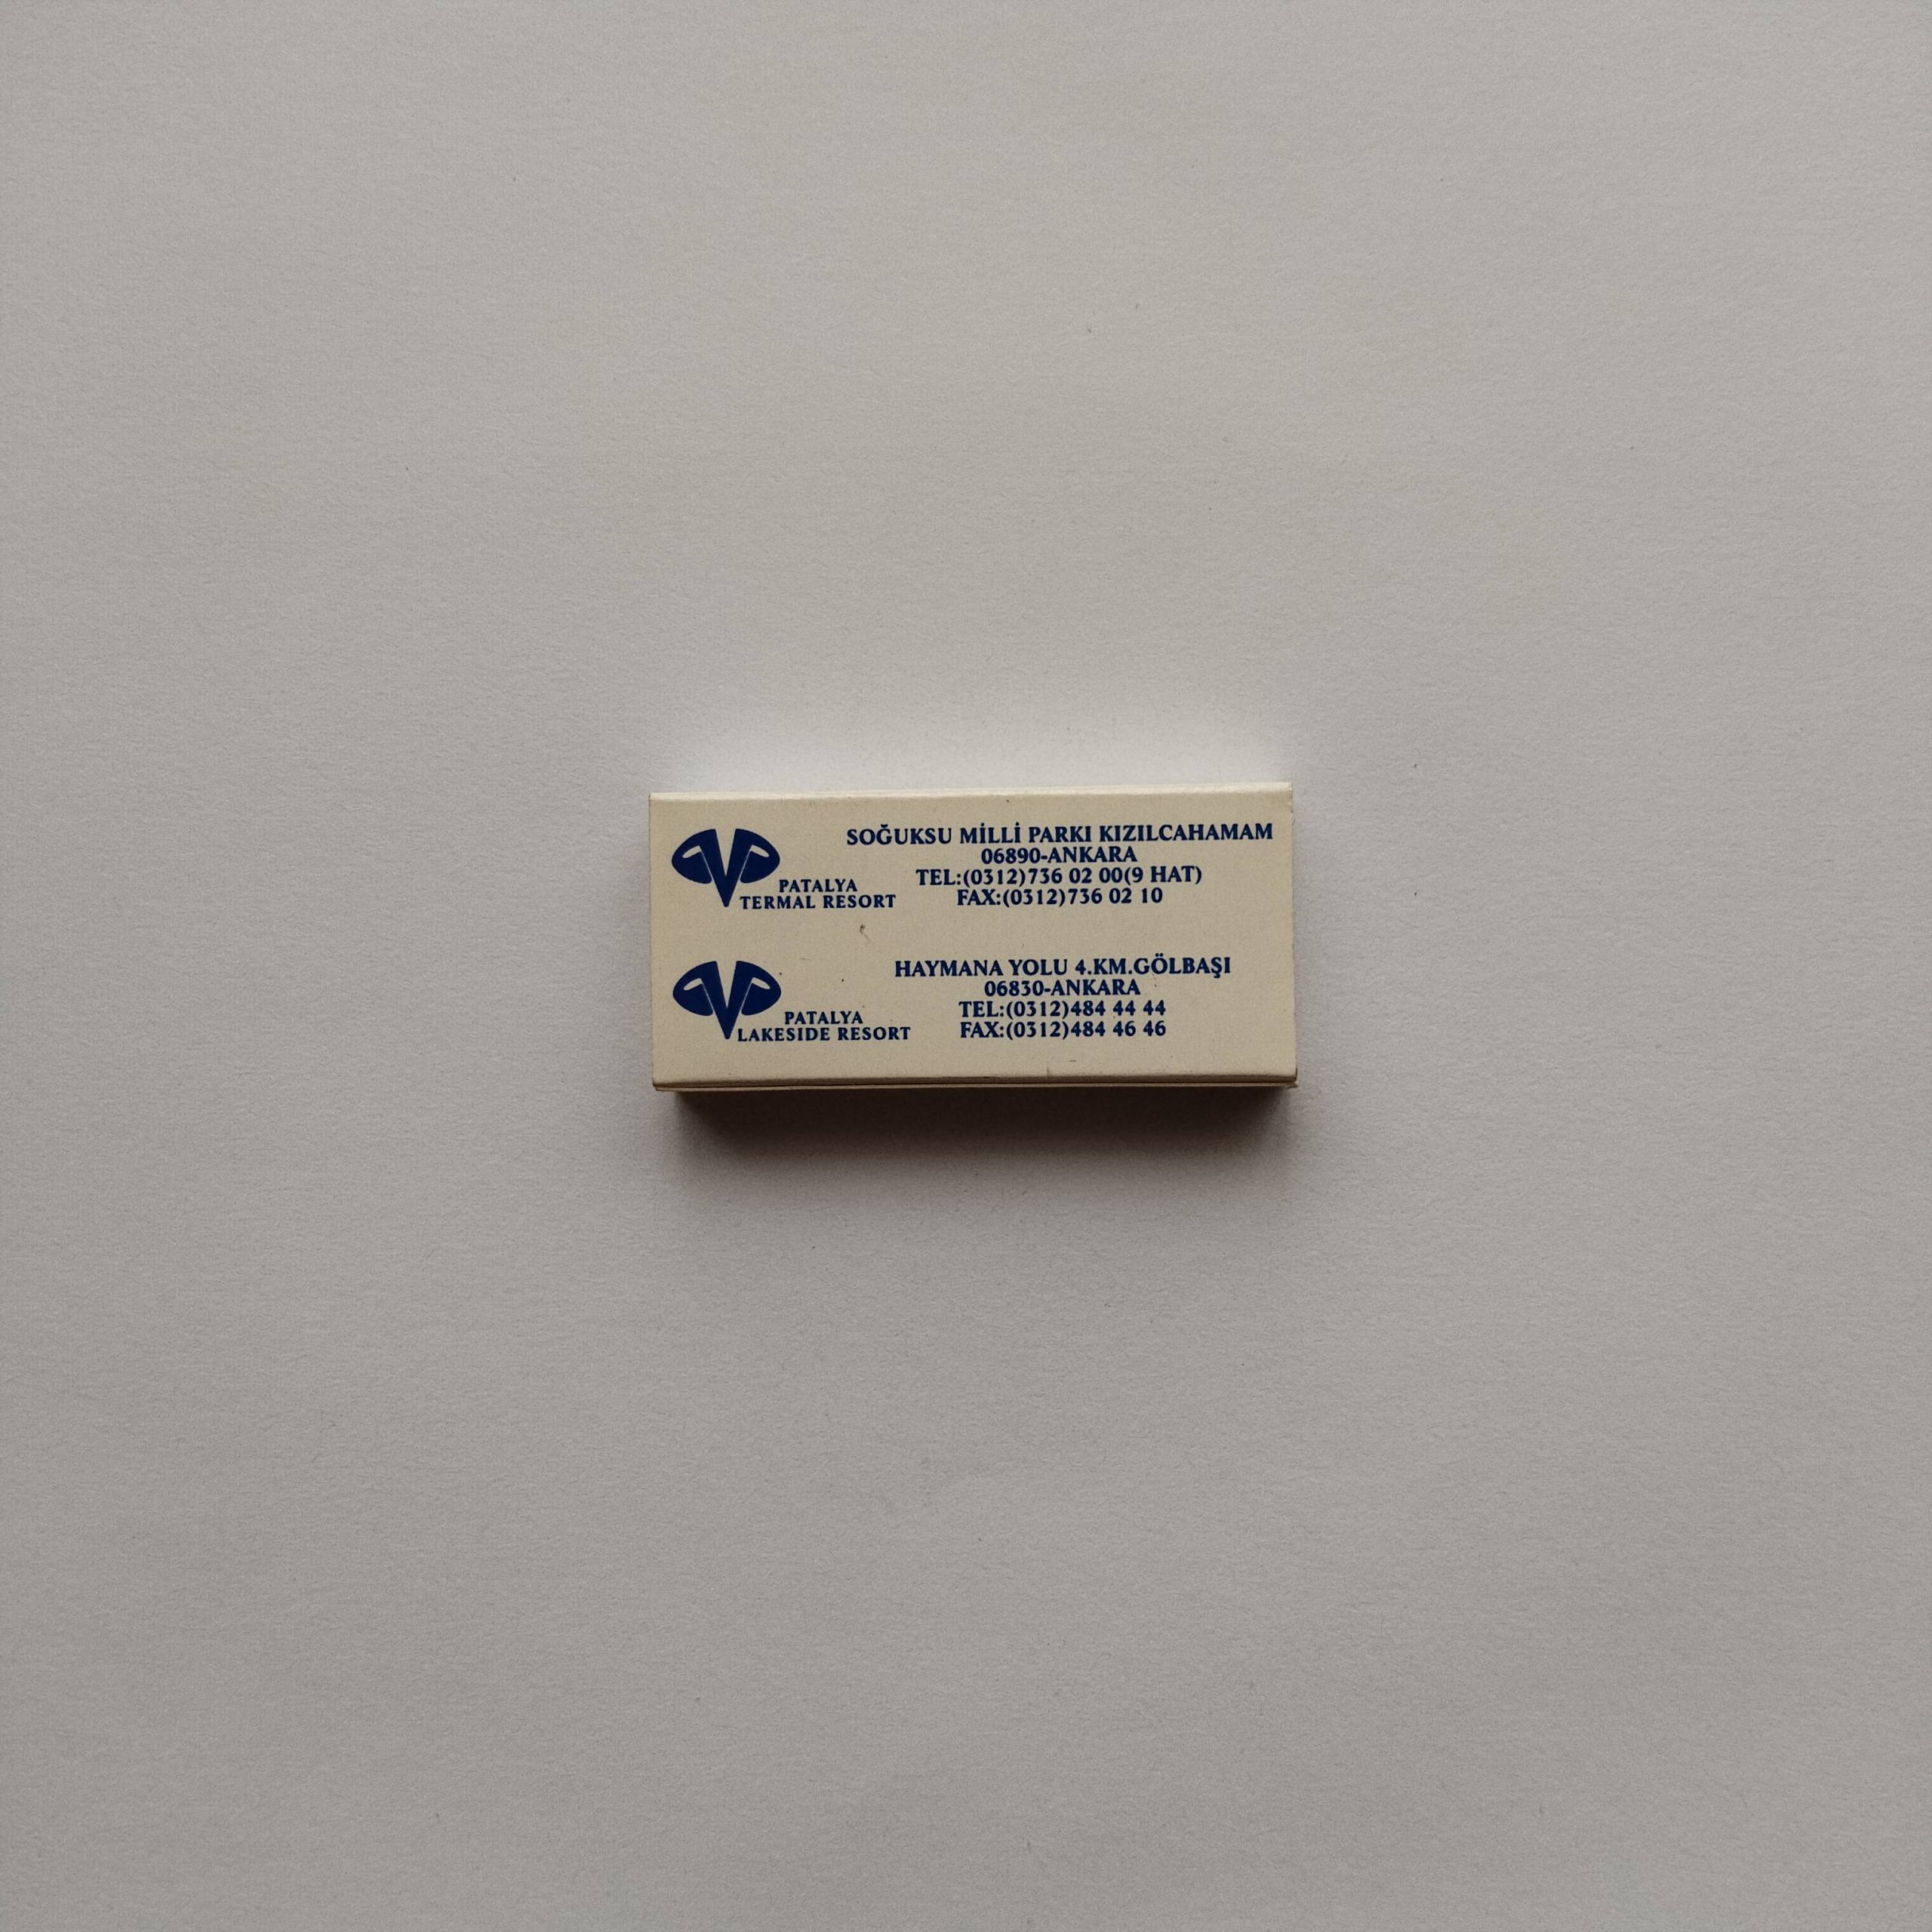 PATALYA
TERMAL RESORT
SOĞUKSU MİLLİ PARKI KIZILCAHAMAM
06890-ANKARA
TEL:(0312)736 02 00(9 HAT)
FAX:(0312)736 02 10
PATALYA
LAKESIDE RESORT
HAYMANA YOLU 4.KM.GÖLBAŞI
06830-ANKARA
TEL:(0312)484 44 44
FAX:(0312)484 46 46